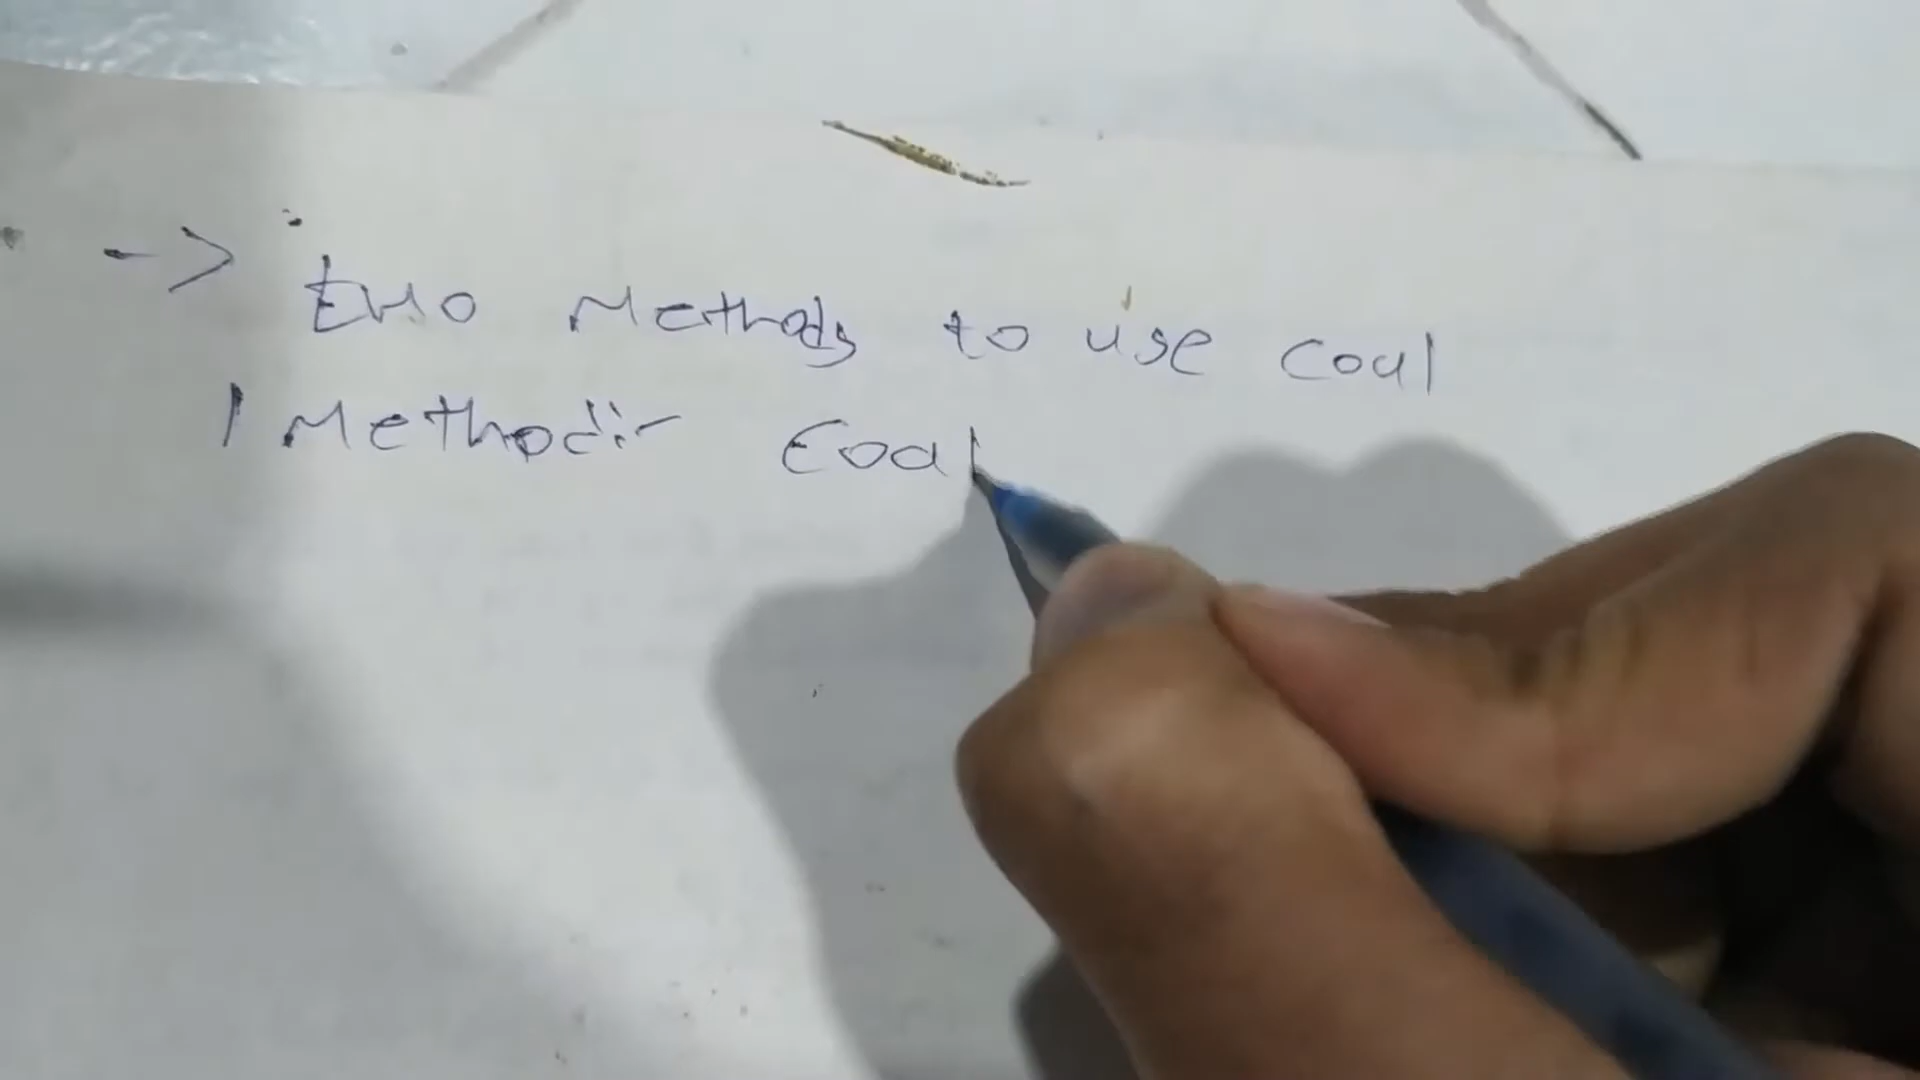 -> Two Methods to use coal
1 Method:- Coal